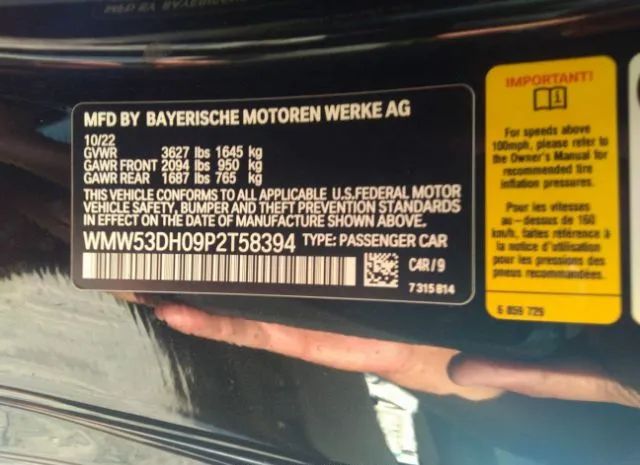 MFD BY BAYERISCHE MOTOREN WERKE AG
10/22
GVWR 3627 lbs 1645 kg
GAWR FRONT 2094 lbs 950 kg
GAWR REAR 1687 lbs 765 kg
THIS VEHICLE CONFORMS TO ALL APPLICABLE U.S.FEDERAL MOTOR
VEHICLE SAFETY, BUMPER AND THEFT PREVENTION STANDARDS
IN EFFECT ON THE DATE OF MANUFACTURE SHOWN ABOVE.
WMW53DH09P2T58394 TYPE: PASSENGER CAR
C4R/9
7315814
IMPORTANT!
For speeds above
100mph, please refer to
the Owner's Manual for
recommended tire
inflation pressures.
Pour les vitesses
au-dessus de 160
km/h, faites référence à
la notice d'utilisation
pour les pressions des
pneus recommandées.
6 859 729